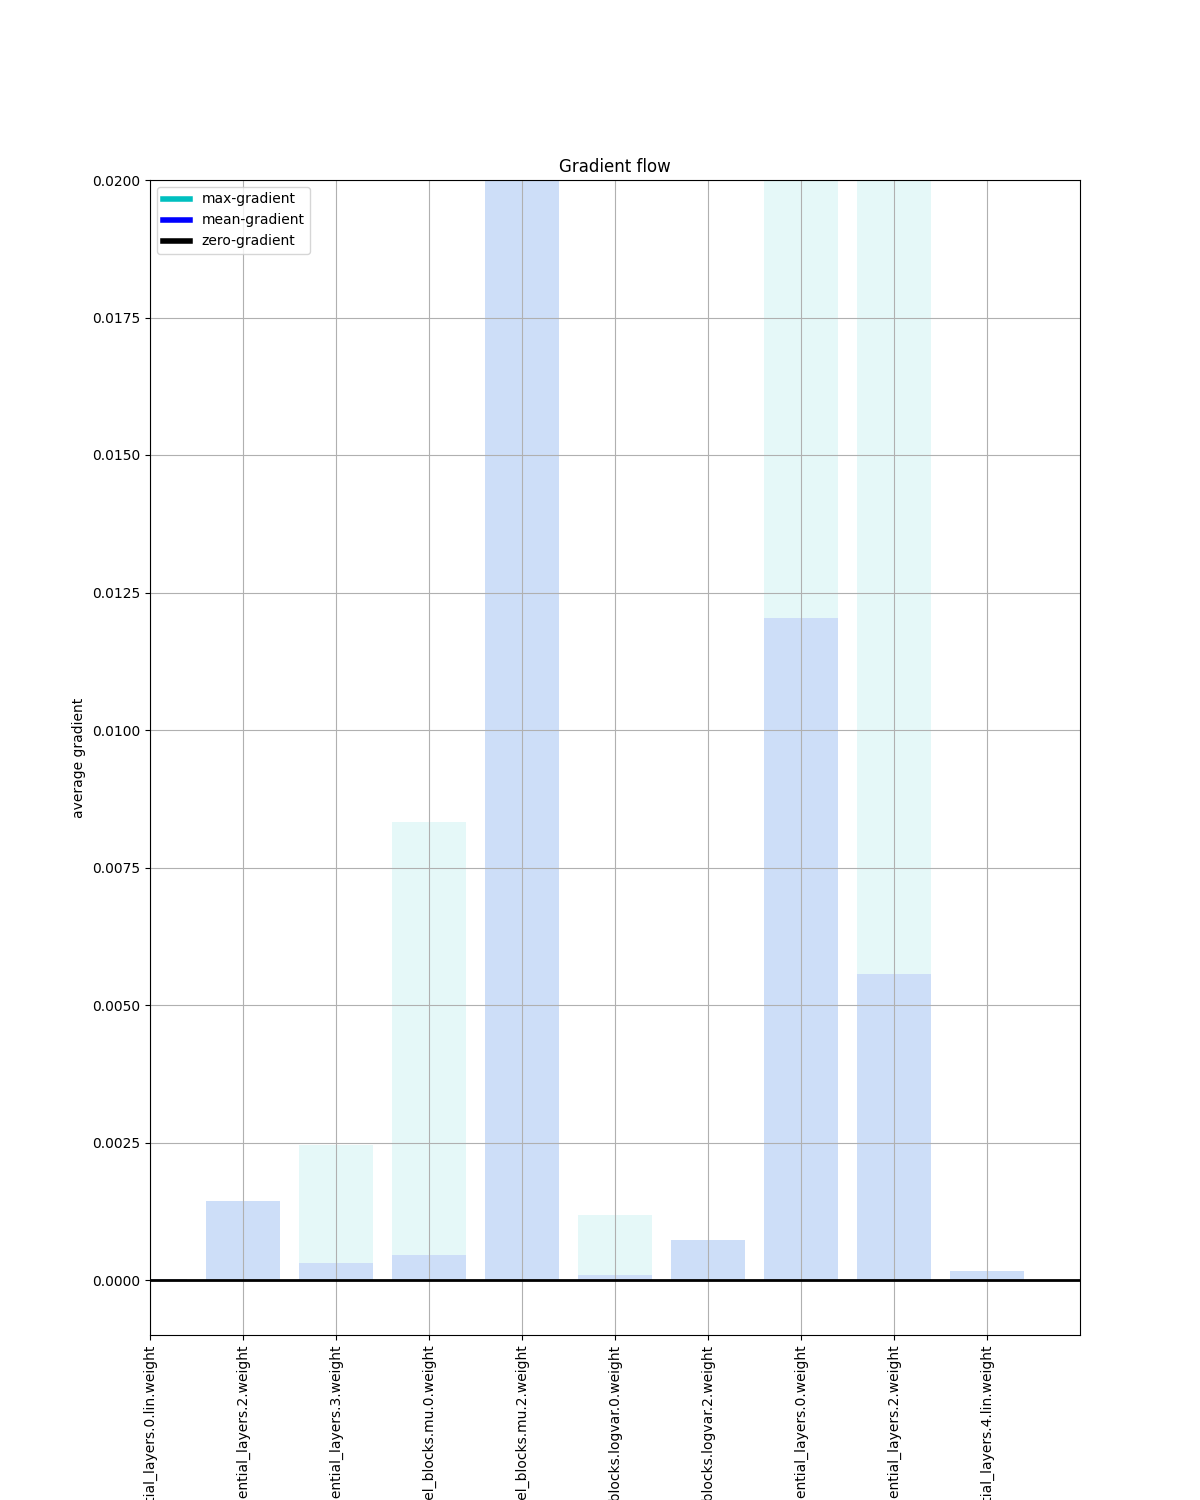 Gradient flow
max-gradient
mean-gradient
zero-gradient
0.0200
0.0175
0.0150
0.0125
0.0100
0.0075
0.0050
0.0025
0.0000
average gradient
tial_layers.0.lin.weight
ential_layers.2.weight
ential_layers.3.weight
el_blocks.mu.0.weight
el_blocks.mu.2.weight
blocks.logvar.0.weight
blocks.logvar.2.weight
ential_layers.0.weight
ential_layers.2.weight
tial_layers.4.lin.weight